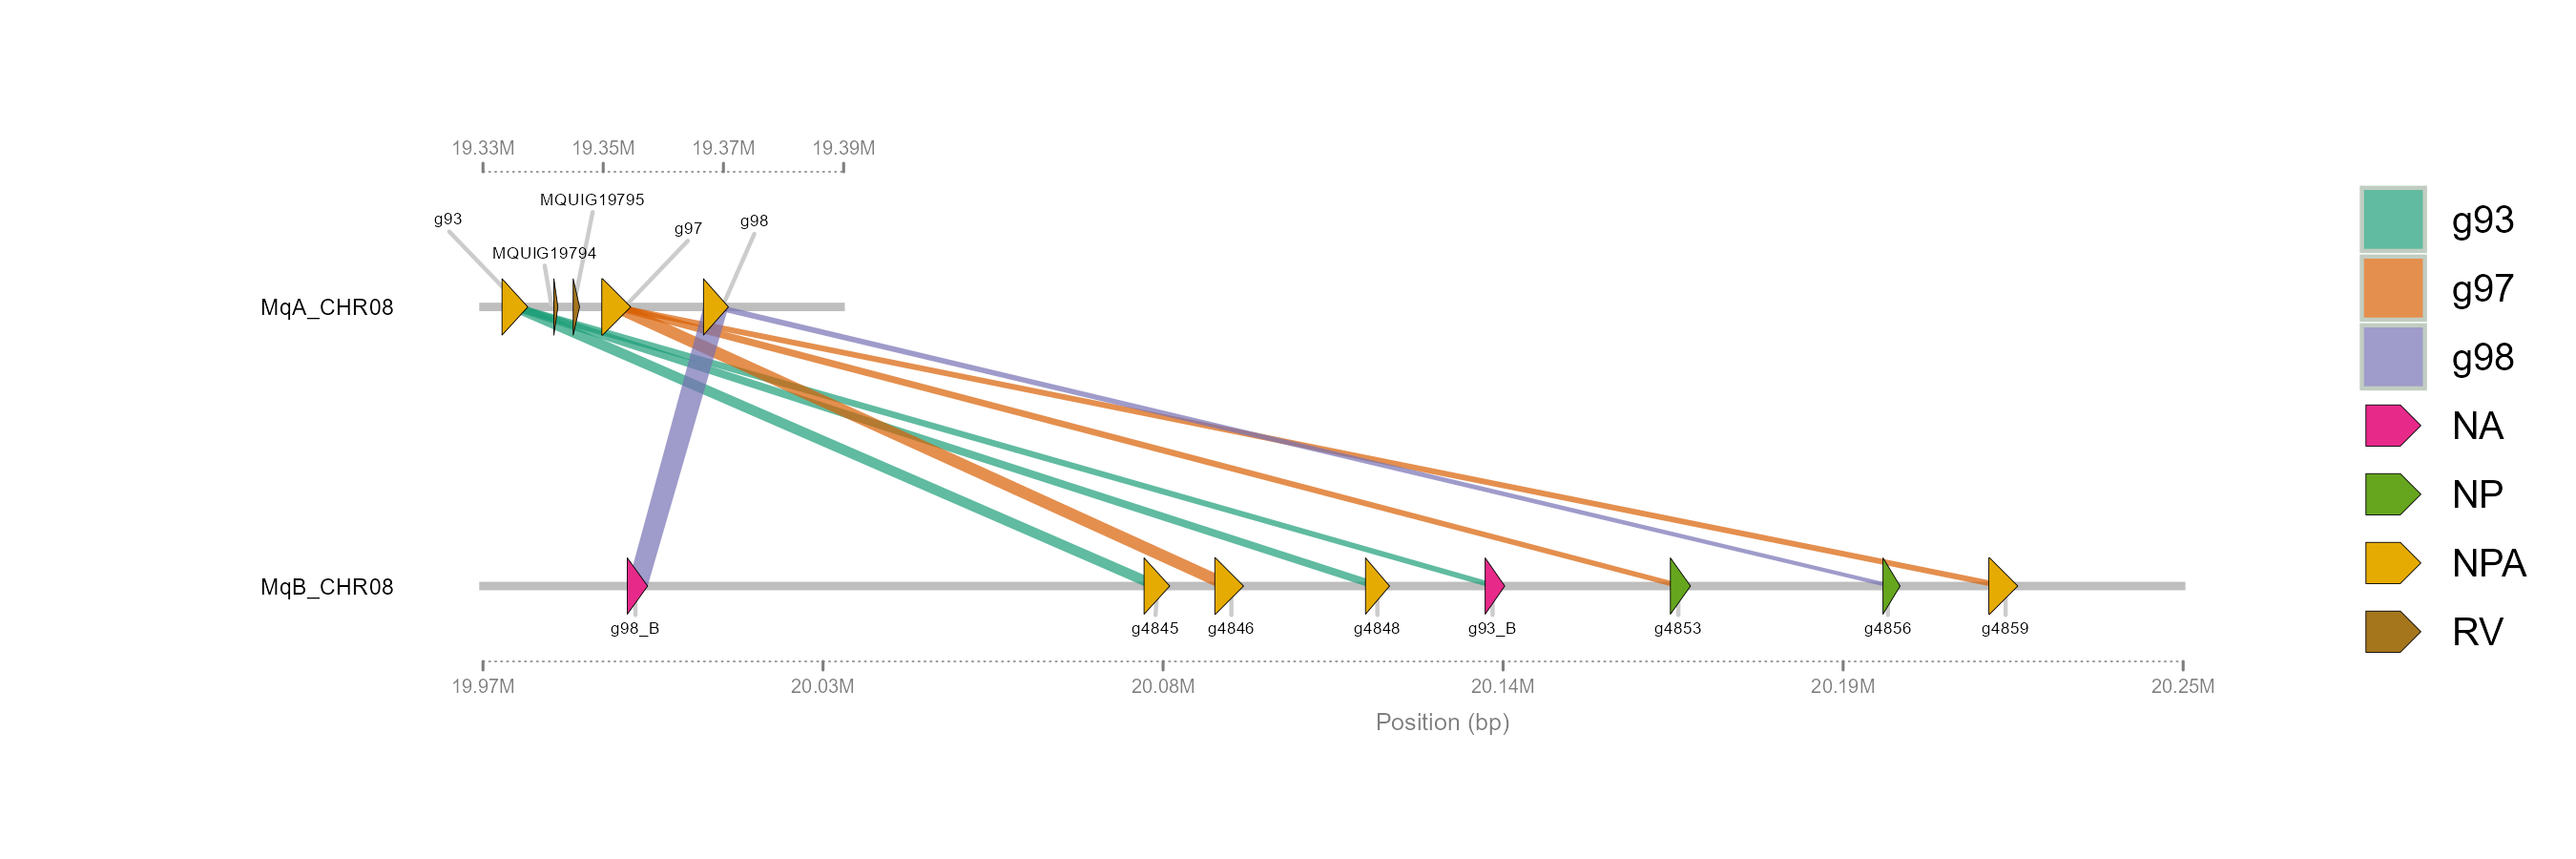 19.33M 19.35M 19.37M 19.39M
MQUIG19795
g93 g97 g98
MQUIG19794
MqA_CHR08
MqB_CHR08
g98_B g4845 g4846 g4848 g93_B g4853 g4856 g4859
19.97M 20.03M 20.08M 20.14M 20.19M 20.25M
Position (bp)
g93
g97
g98
NA
NP
NPA
RV